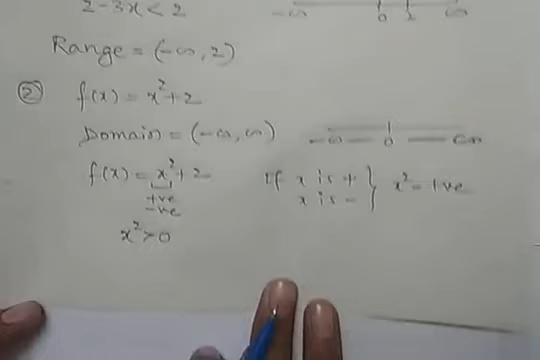 2-3x < 2
-∞ 0 ∞
Range = (-∞, 2)
② f(x) = x²+2
Domain = (-∞, ∞)
-∞ 0 ∞
f(x) = x²+2
+ve
-ve
If x is +
x is -
} x² = +ve
x² > 0